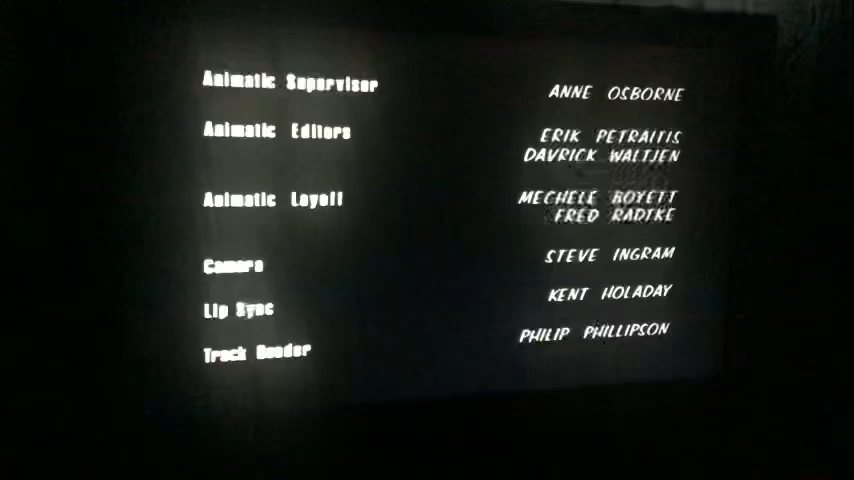 Animatic Supervisor ANNE OSBORNE
Animatic Editors ERIK PETRAITIS
DAVRICK WALTJEN
Animatic Layoff MECHELE BOYETT
FRED RADTKE
Camera STEVE INGRAM
Lip Sync KENT HOLADAY
Track Reader PHILIP PHILLIPSON